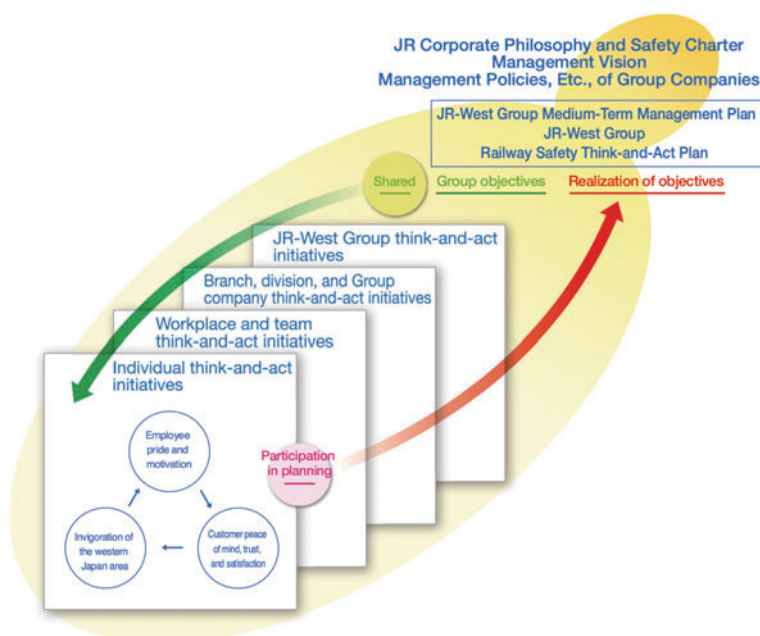 JR Corporate Philosophy and Safety Charter
Management Vision
Management Policies, Etc., of Group Companies
JR-West Group Medium-Term Management Plan
JR-West Group
Railway Safety Think-and-Act Plan
Shared
Group objectives
Realization of objectives
JR-West Group think-and-act
initiatives
Branch, division, and Group
company think-and-act initiatives
Workplace and team
think-and-act initiatives
Individual think-and-act
initiatives
Employee
pride and
motivation
Participation
in planning
Invigoration of
the western
Japan area
Customer peace
of mind, trust,
and satisfaction